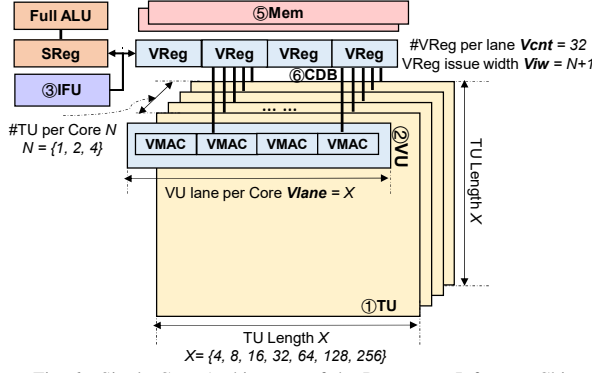 Full ALU
⑤Mem
SReg
VReg VReg VReg VReg
#VReg per lane Vcnt = 32
VReg issue width Viw = N+1
③IFU
⑥CDB
#TU per Core N
N = {1, 2, 4}
... ...
②VU
VMAC VMAC VMAC VMAC
VU lane per Core Vlane = X
TU Length X
①TU
TU Length X
X= {4, 8, 16, 32, 64, 128, 256}